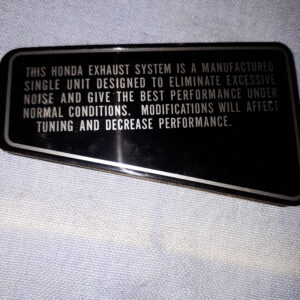 THIS HONDA EXHAUST SYSTEM IS A MANUFACTURED
SINGLE UNIT DESIGNED TO ELIMINATE EXCESSIVE
NOISE AND GIVE THE BEST PERFORMANCE UNDER
NORMAL CONDITIONS. MODIFICATIONS WILL AFFECT
TUNING AND DECREASE PERFORMANCE.